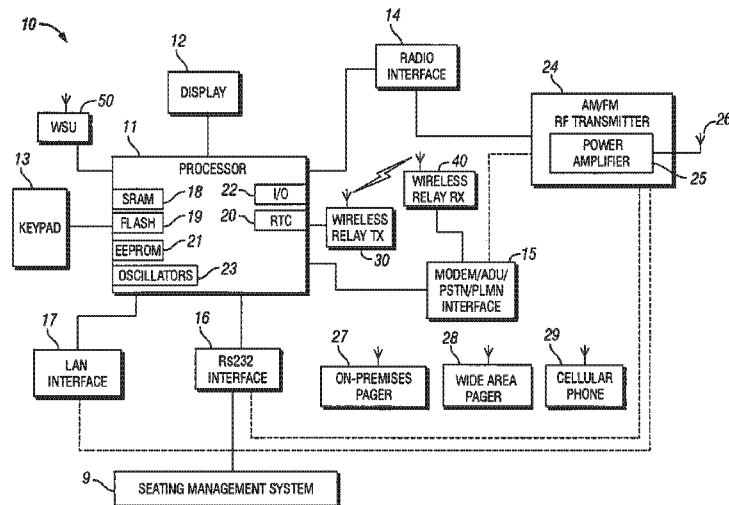 10
12
DISPLAY
14
RADIO
INTERFACE
24
AM/FM
RF TRANSMITTER
POWER
AMPLIFIER
25
26
50
WSU
11
PROCESSOR
13
KEYPAD
SRAM
18
FLASH
19
EEPROM
21
OSCILLATORS
23
22
I/O
20
RTC
WIRELESS
RELAY TX
30
40
WIRELESS
RELAY RX
15
MODEM/ADU/
PSTN/PLMN
INTERFACE
17
LAN
INTERFACE
16
Rs232
INTERFACE
27
ON-PREMISES
PAGER
28
WIDE AREA
PAGER
29
CELLULAR
PHONE
9
SEATING MANAGEMENT SYSTEM